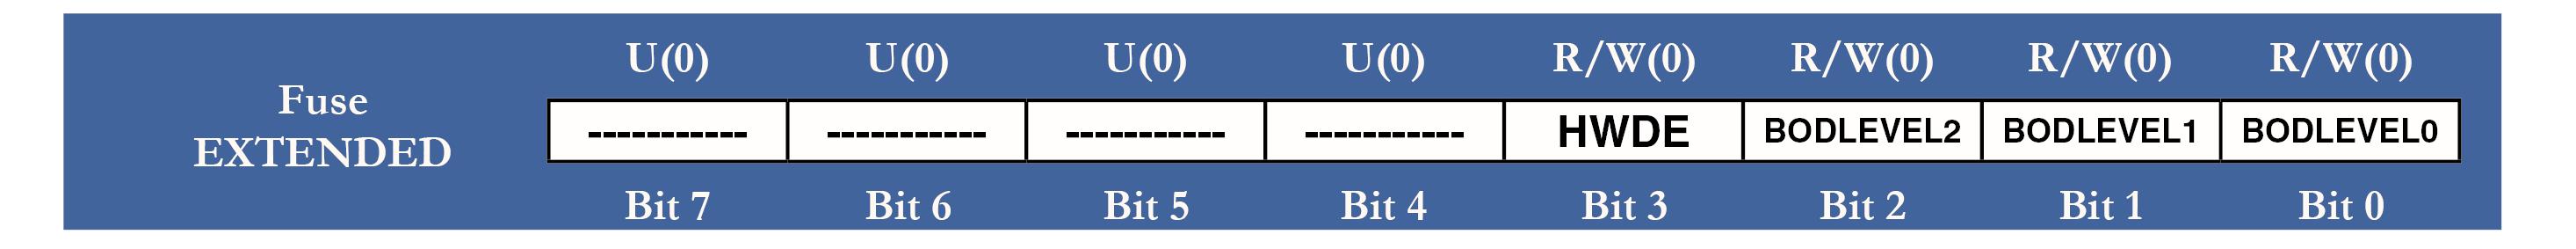 U(0) U(0) U(0) U(0) R/W(0) R/W(0) R/W(0) R/W(0)
Fuse
EXTENDED
----------- ----------- ----------- ----------- HWDE BODLEVEL2 BODLEVEL1 BODLEVEL0
Bit 7 Bit 6 Bit 5 Bit 4 Bit 3 Bit 2 Bit 1 Bit 0